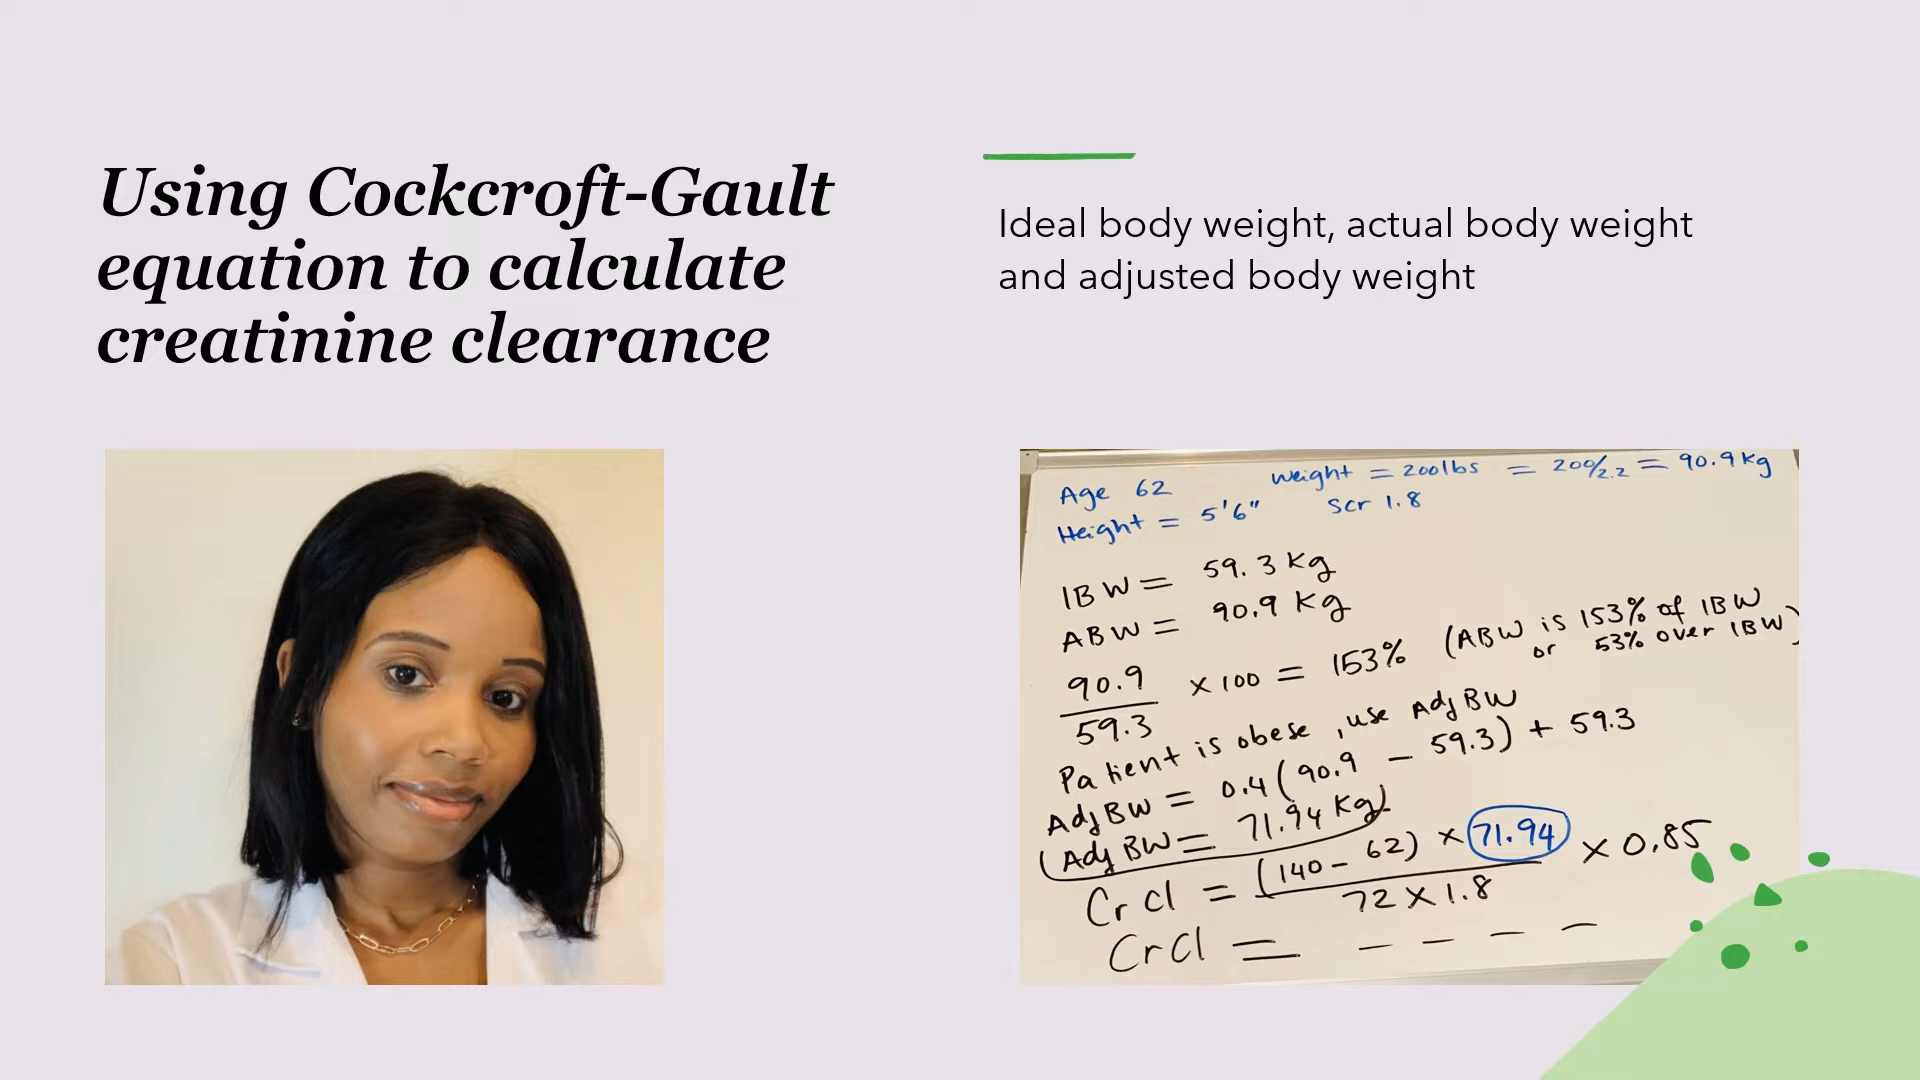 Using Cockcroft-Gault
equation to calculate
creatinine clearance
Ideal body weight, actual body weight
and adjusted body weight
Age 62 weight = 200lbs = 200/2.2 = 90.9kg
Height = 5'6" Scr 1.8
IBW = 59.3 Kg
ABW = 90.9 Kg
90.9
59.3
x 100 = 153% (ABW is 153% of IBW
or 53% over IBW)
Patient is obese, use AdjBW
AdjBW = 0.4(90.9 - 59.3) + 59.3
(AdjBW = 71.94 Kg)
CrCl = (140 - 62) x 71.94 x 0.85
72 x 1.8
CrCl = - - - -